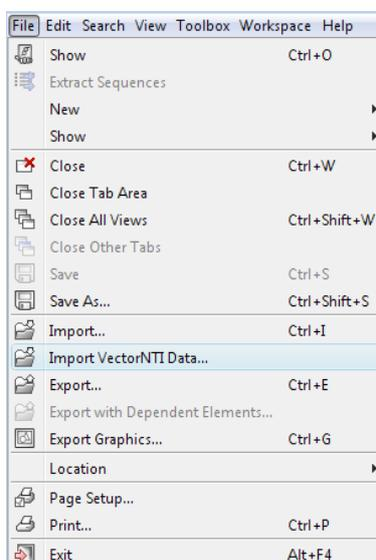 File Edit Search View Toolbox Workspace Help
Show Ctrl+O
Extract Sequences
New
Show
Close Ctrl+W
Close Tab Area
Close All Views Ctrl+Shift+W
Close Other Tabs
Save Ctrl+S
Save As... Ctrl+Shift+S
Import... Ctrl+I
Import VectorNTI Data...
Export... Ctrl+E
Export with Dependent Elements...
Export Graphics... Ctrl+G
Location
Page Setup...
Print... Ctrl+P
Exit Alt+F4